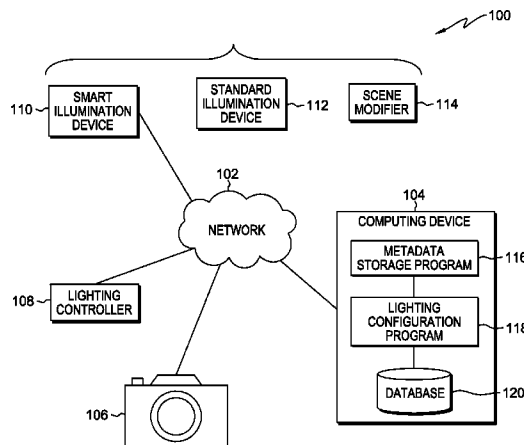 100
110
SMART
ILLUMINATION
DEVICE
STANDARD
ILLUMINATION
DEVICE
112
SCENE
MODIFIER
114
102
NETWORK
104
COMPUTING DEVICE
METADATA
STORAGE PROGRAM
116
LIGHTING
CONFIGURATION
PROGRAM
118
DATABASE
120
108
LIGHTING
CONTROLLER
106